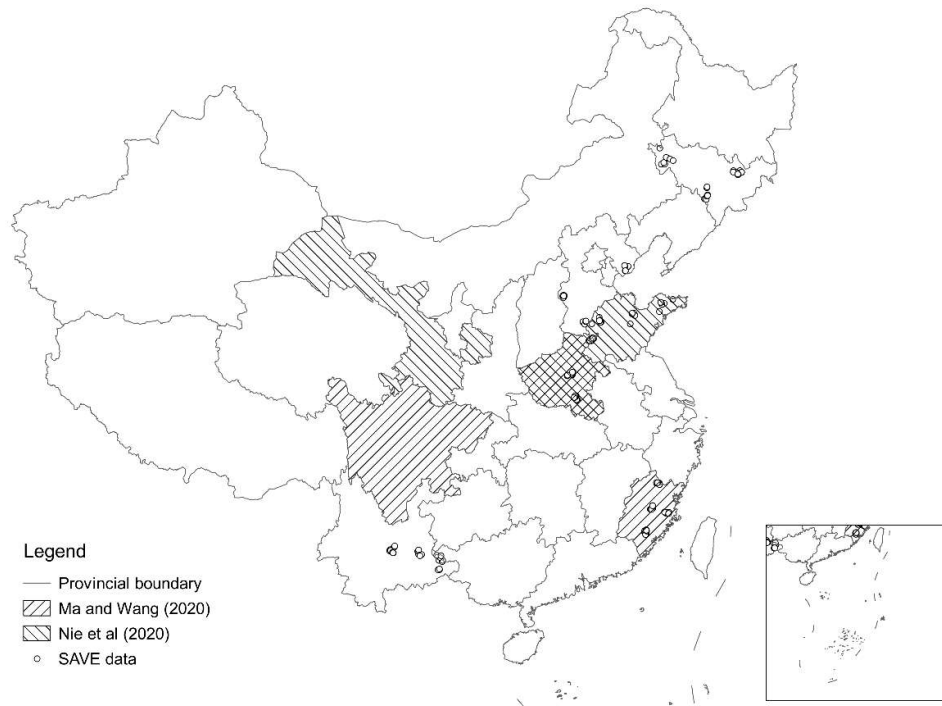 Legend
Provincial boundary
Ma and Wang (2020)
Nie et al (2020)
SAVE data